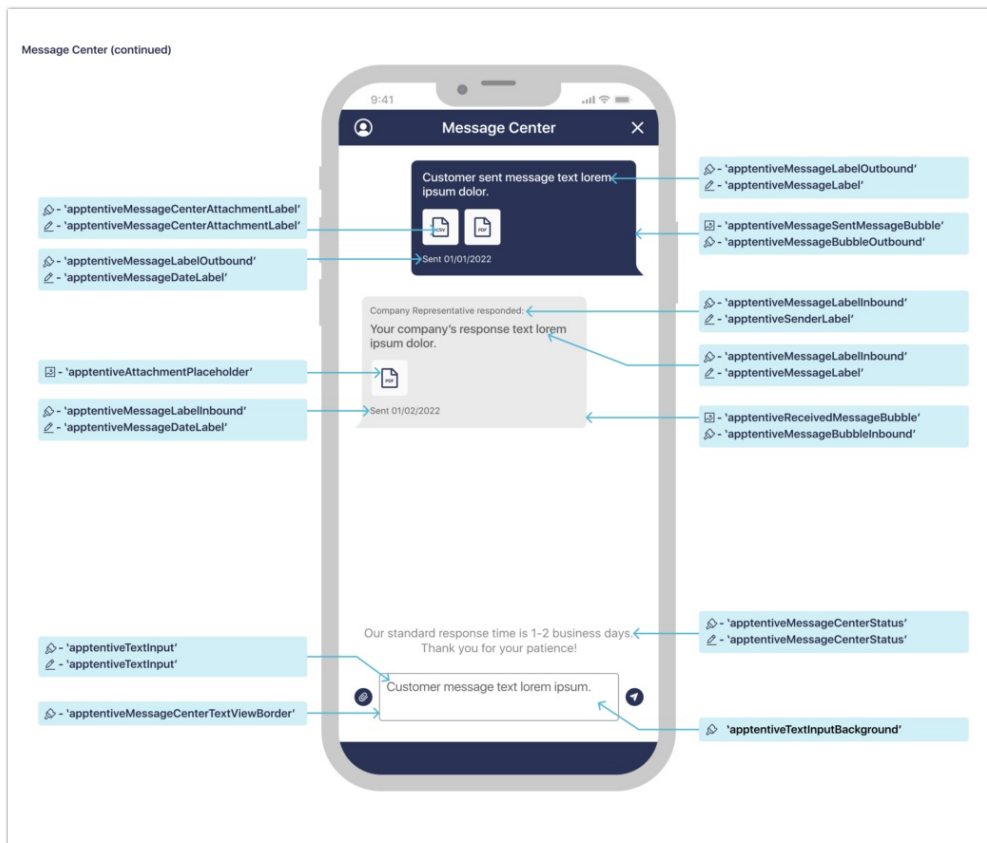 Message Center (continued)
9:41
Message Center
Customer sent message text lorem
ipsum dolor.
CSV
PDF
Sent 01/01/2022
Company Representative responded:
Your company's response text lorem
ipsum dolor.
PDF
Sent 01/02/2022
Our standard response time is 1-2 business days.
Thank you for your patience!
Customer message text lorem ipsum.
- 'apptentiveMessageCenterAttachmentLabel'
- 'apptentiveMessageCenterAttachmentLabel'
- 'apptentiveMessageLabelOutbound'
- 'apptentiveMessageDateLabel'
- 'apptentiveAttachmentPlaceholder'
- 'apptentiveMessageLabelInbound'
- 'apptentiveMessageDateLabel'
- 'apptentiveTextInput'
- 'apptentiveTextInput'
- 'apptentiveMessageCenterTextViewBorder'
- 'apptentiveMessageLabelOutbound'
- 'apptentiveMessageLabel'
- 'apptentiveMessageSentMessageBubble'
- 'apptentiveMessageBubbleOutbound'
- 'apptentiveMessageLabelInbound'
- 'apptentiveSenderLabel'
- 'apptentiveMessageLabelInbound'
- 'apptentiveMessageLabel'
- 'apptentiveReceivedMessageBubble'
- 'apptentiveMessageBubbleInbound'
- 'apptentiveMessageCenterStatus'
- 'apptentiveMessageCenterStatus'
'apptentiveTextInputBackground'